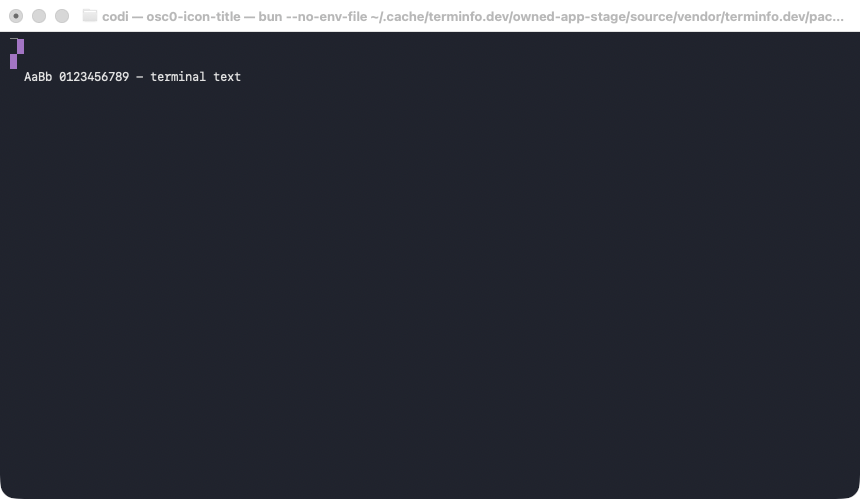 codi — osc0-icon-title — bun --no-env-file ~/.cache/terminfo.dev/owned-app-stage/source/vendor/terminfo.dev/pac...
AaBb 0123456789 — terminal text